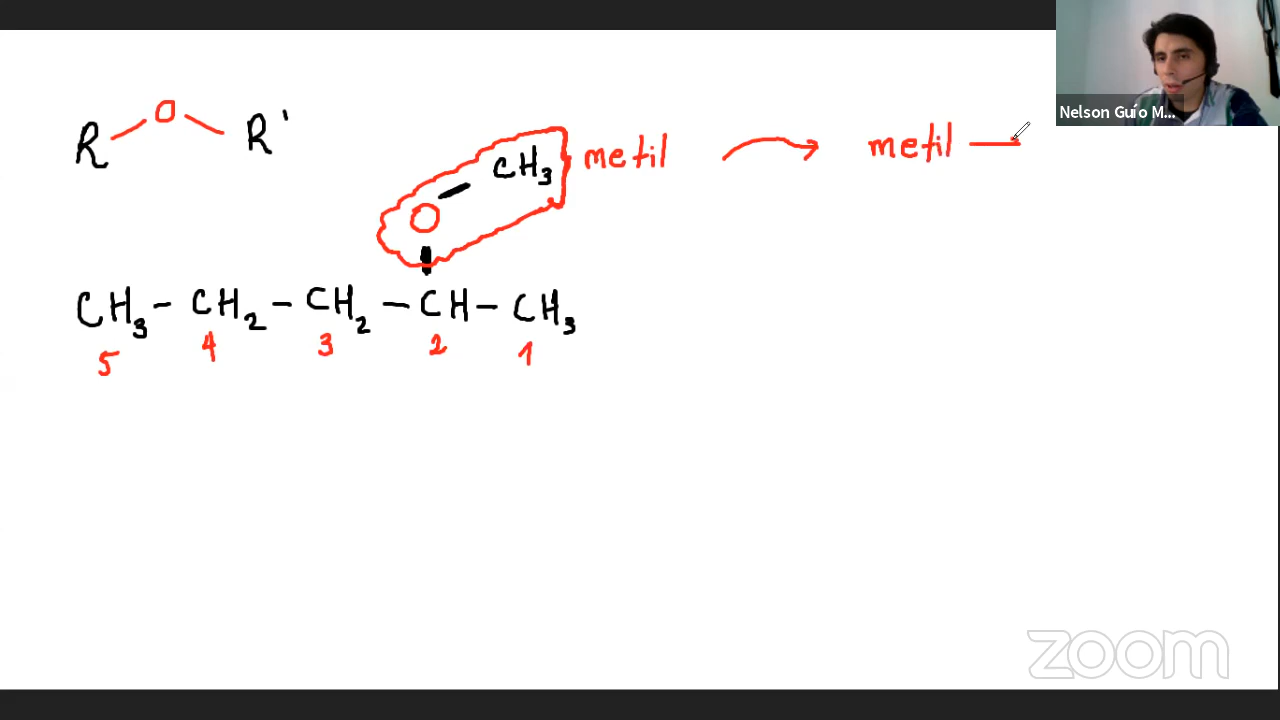 Nelson Guío M...
R - O - R'
CH3 metil → metil —
O
CH3 - CH2 - CH2 - CH - CH3
5 4 3 2 1
zoom